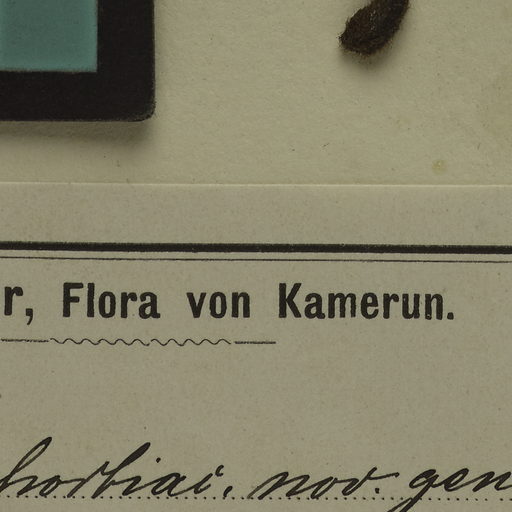 r, Flora von Kamerun.
nov. gen